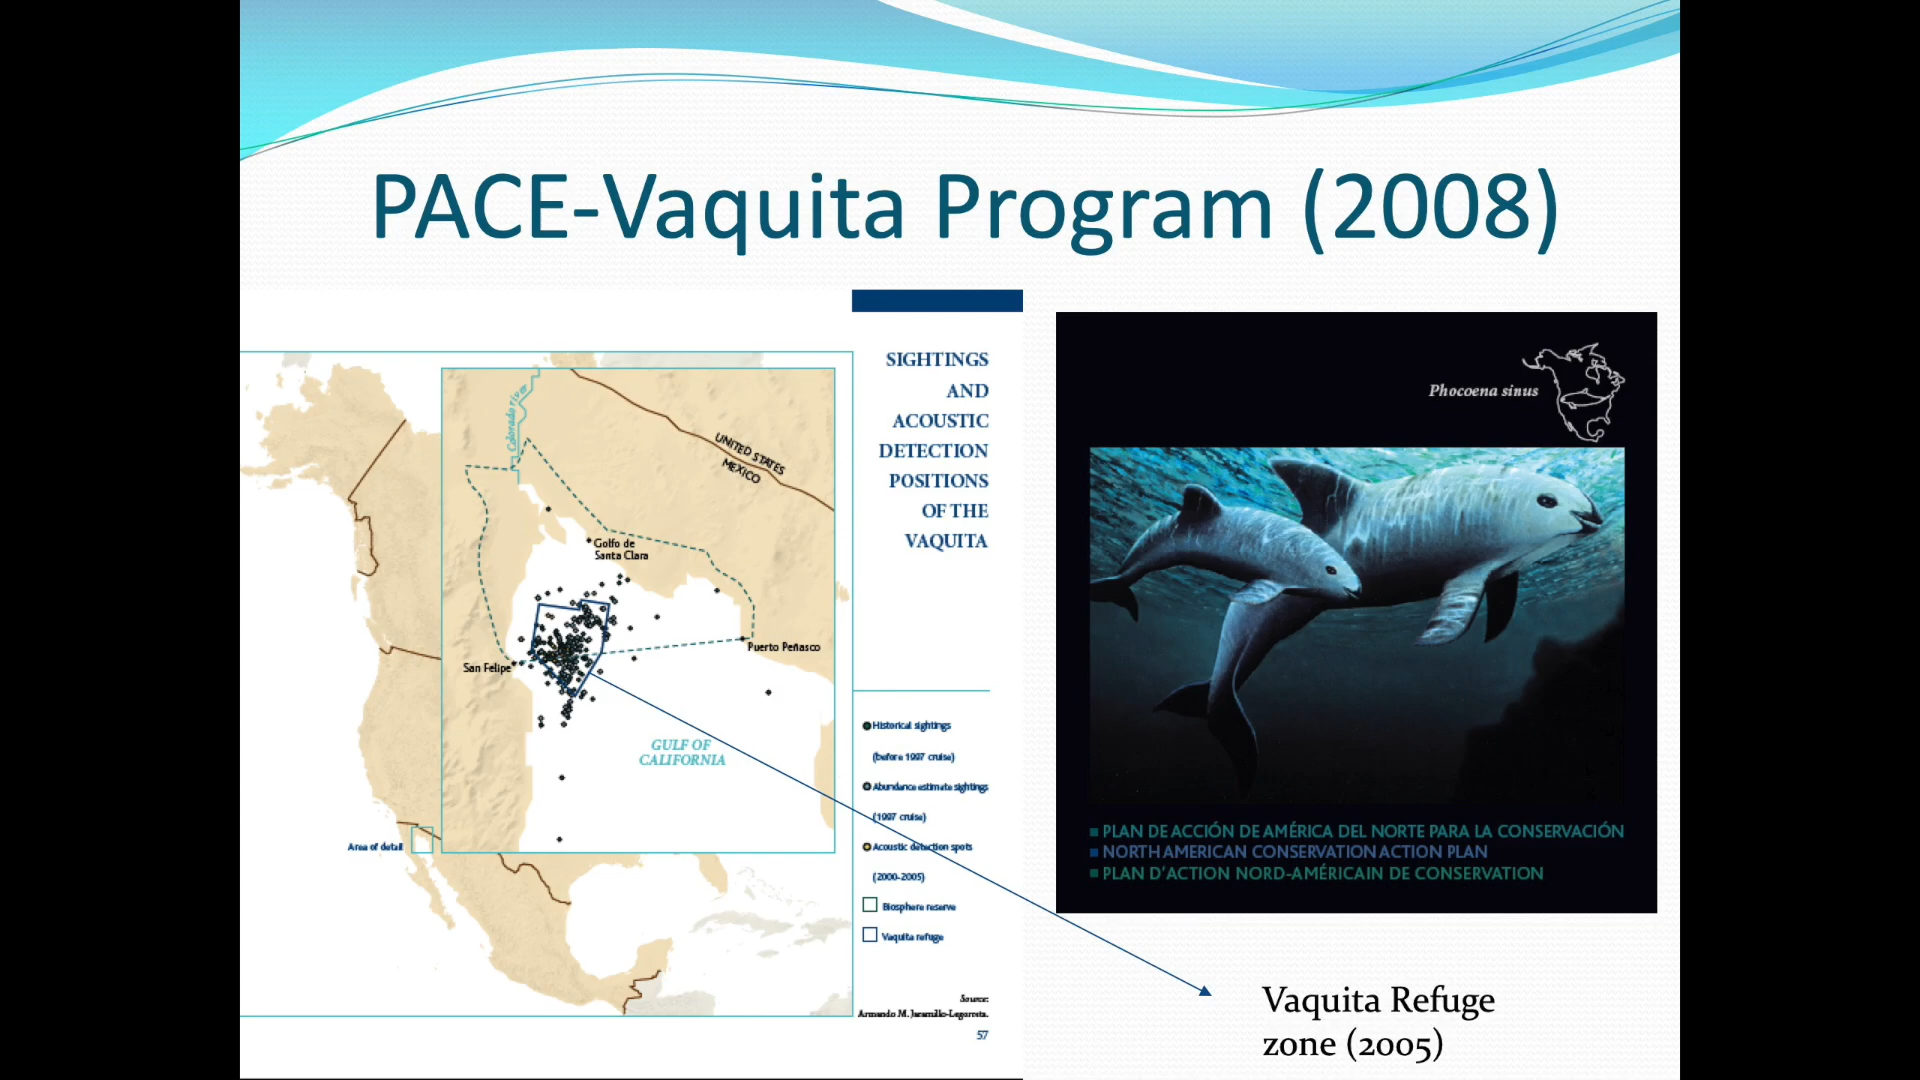 PACE-Vaquita Program (2008)
SIGHTINGS
AND
ACOUSTIC
DETECTION
POSITIONS
OF THE
VAQUITA
Colorado river
UNITED STATES
MEXICO
Golfo de
Santa Clara
Puerto Peñasco
San Felipe
GULF OF
CALIFORNIA
Area of detail
Historical sightings
(before 1997 cruise)
Abundance estimate sightings
(1997 cruise)
Acoustic detection spots
(2000-2005)
Biosphere reserve
Vaquita refuge
Source:
Armando M. Jaramillo-Legorreta.
57
Phocoena sinus
PLAN DE ACCIÓN DE AMÉRICA DEL NORTE PARA LA CONSERVACIÓN
NORTH AMERICAN CONSERVATION ACTION PLAN
PLAN D'ACTION NORD-AMÉRICAIN DE CONSERVATION
Vaquita Refuge
zone (2005)